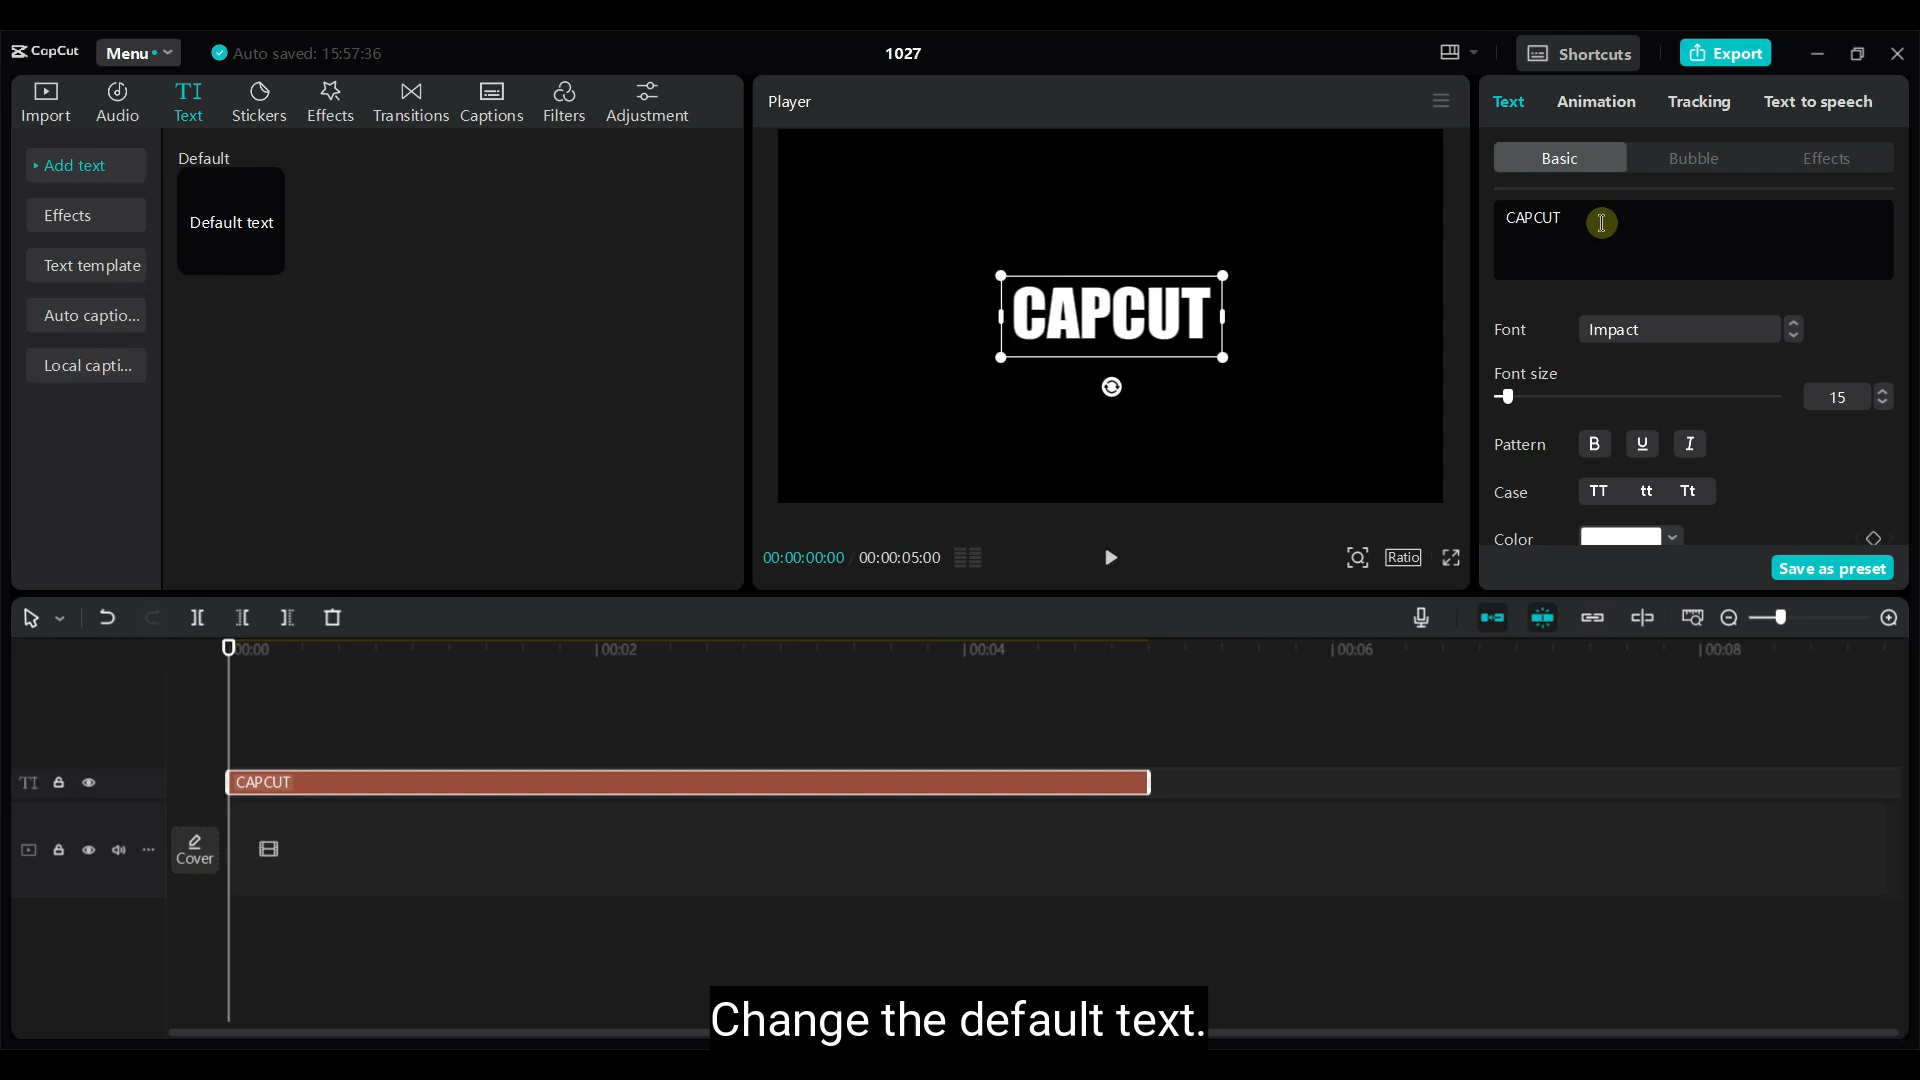 CapCut
Menu
Auto saved: 15:57:36
1027
Shortcuts
Export
Import
Audio
TI
Text
Stickers
Effects
Transitions
Captions
Filters
Adjustment
Add text
Effects
Text template
Auto captio...
Local capti...
Default
Default text
Player
CAPCUT
00:00:00:00
00:00:05:00
Ratio
Text
Animation
Tracking
Text to speech
Basic
Bubble
Effects
CAPCUT
Font
Impact
Font size
15
Pattern
B
U
I
Case
TT
tt
Tt
Color
Save as preset
00:00
00:02
00:04
00:06
00:08
TI
CAPCUT
Cover
Change the default text.